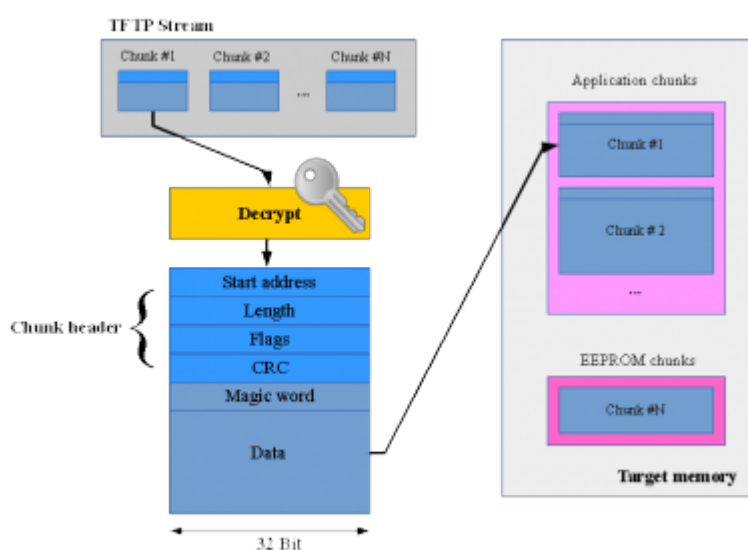 TFTP Stream
Chunk #1
Chunk #2
Chunk #N
...
Decrypt
Chunk header
Start address
Length
Flags
CRC
Magic word
Data
32 Bit
Application chunks
Chunk #1
Chunk # 2
...
EEPROM chunks
Chunk #N
Target memory